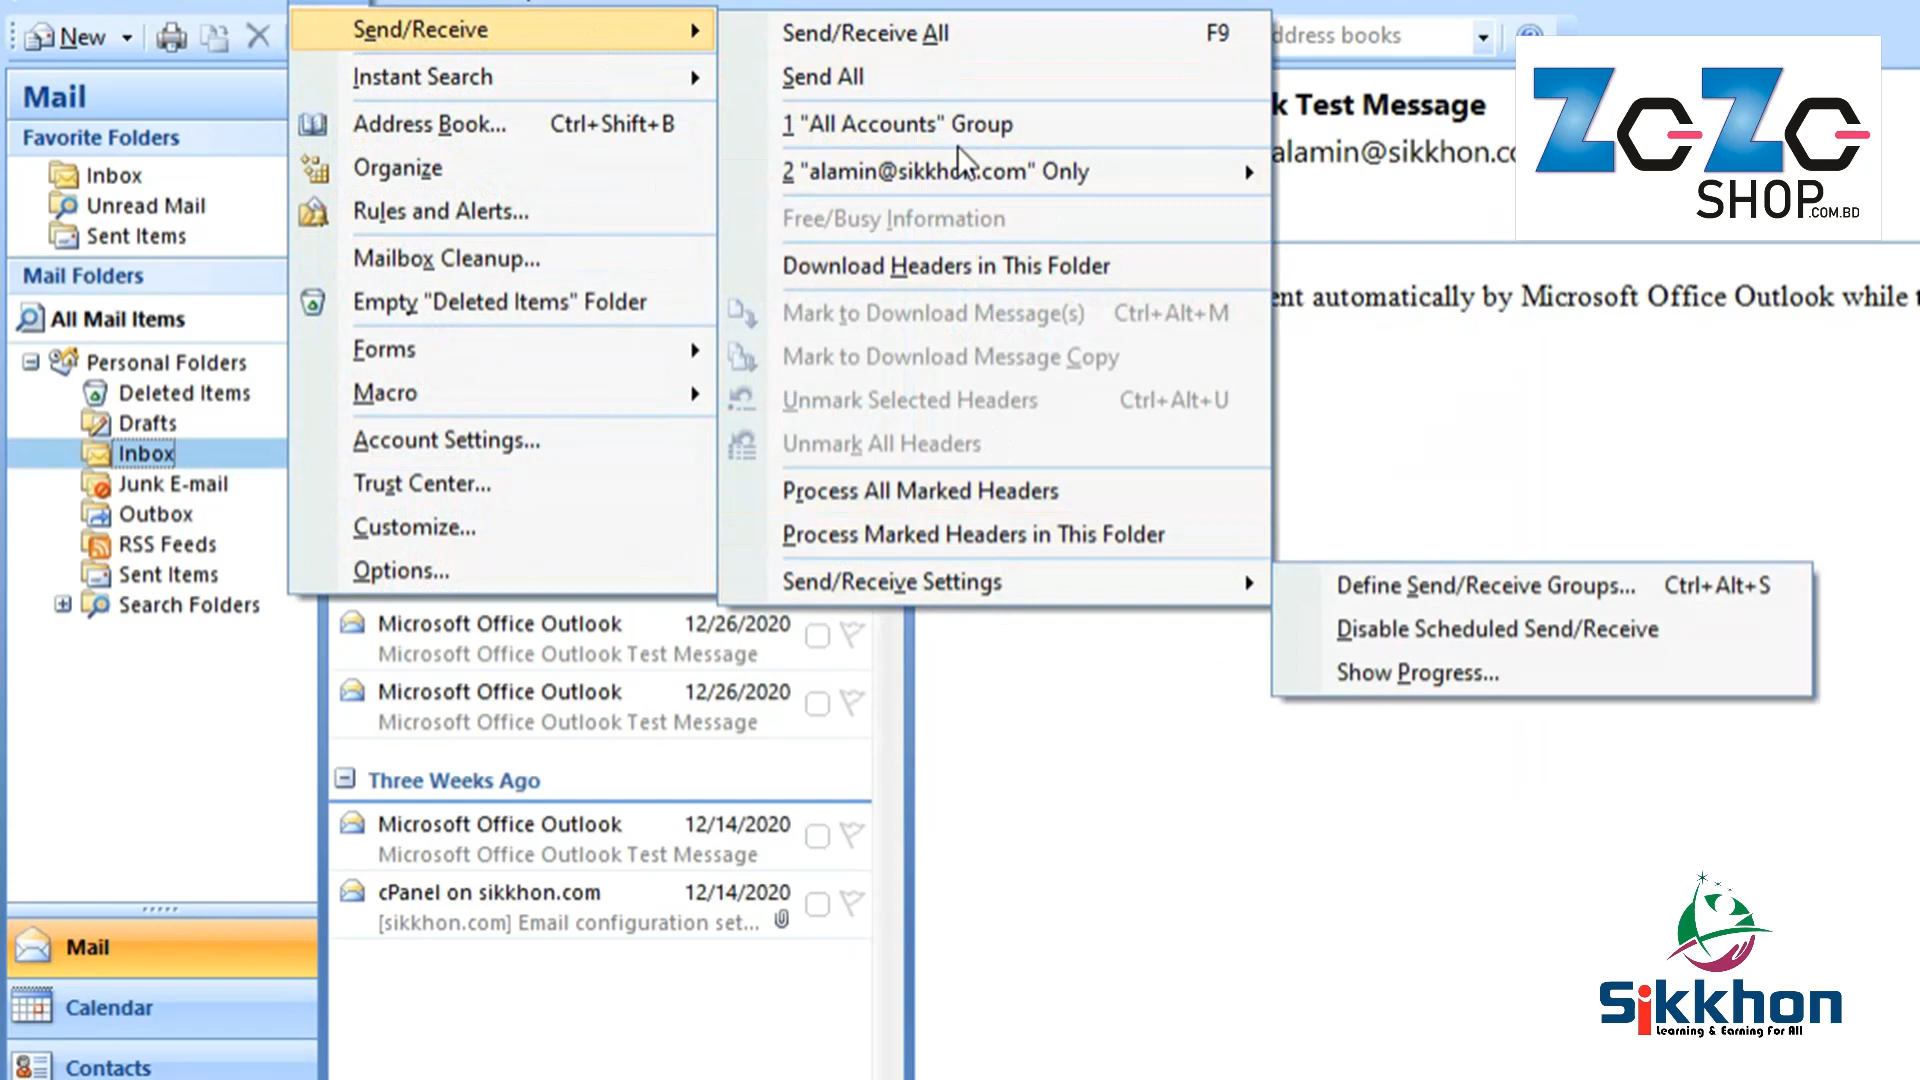 New
Mail
Favorite Folders
Inbox
Unread Mail
Sent Items
Mail Folders
All Mail Items
Personal Folders
Deleted Items
Drafts
Inbox
Junk E-mail
Outbox
RSS Feeds
Sent Items
Search Folders
Mail
Calendar
Contacts
Send/Receive
Instant Search
Address Book... Ctrl+Shift+B
Organize
Rules and Alerts...
Mailbox Cleanup...
Empty "Deleted Items" Folder
Forms
Macro
Account Settings...
Trust Center...
Customize...
Options...
Send/Receive All F9
Send All
1 "All Accounts" Group
2 "alamin@sikkhon.com" Only
Free/Busy Information
Download Headers in This Folder
Mark to Download Message(s) Ctrl+Alt+M
Mark to Download Message Copy
Unmark Selected Headers Ctrl+Alt+U
Unmark All Headers
Process All Marked Headers
Process Marked Headers in This Folder
Send/Receive Settings
Define Send/Receive Groups... Ctrl+Alt+S
Disable Scheduled Send/Receive
Show Progress...
Microsoft Office Outlook 12/26/2020
Microsoft Office Outlook Test Message
Microsoft Office Outlook 12/26/2020
Microsoft Office Outlook Test Message
Three Weeks Ago
Microsoft Office Outlook 12/14/2020
Microsoft Office Outlook Test Message
cPanel on sikkhon.com 12/14/2020
[sikkhon.com] Email configuration set...
ddress books
k Test Message
alamin@sikkhon.co
ent automatically by Microsoft Office Outlook while t
ZoZo
SHOP.COM.BD
Sikkhon
Learning & Earning For All